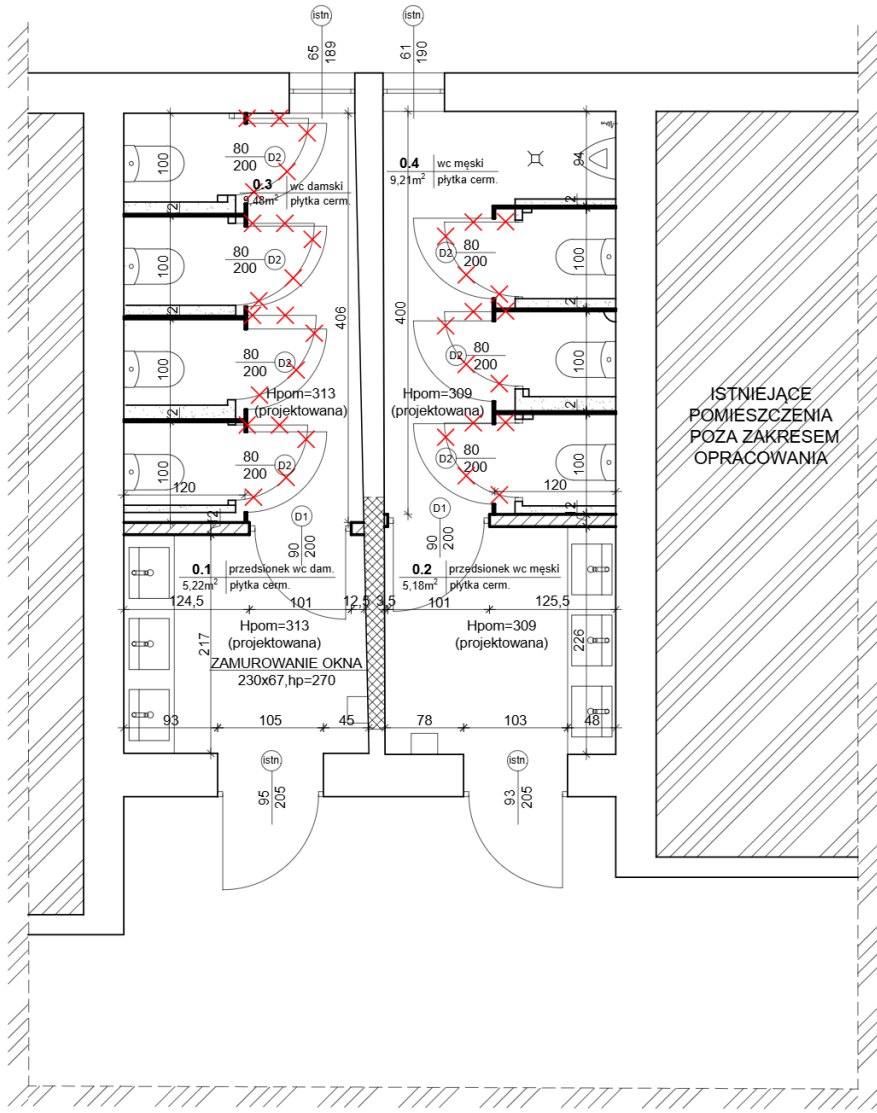 istn.
65
189
istn.
61
190
80
200
D2
100
0.3 wc damski
9,48m² płytka cerm.
0.4 wc męski
9,21m² płytka cerm.
94
2
2
80
200
D2
100
D2
80
200
100
2
2
406
400
80
200
D2
100
D2
80
200
100
Hpom=313
(projektowana)
Hpom=309
(projektowana)
ISTNIEJĄCE
POMIESZCZENIA
POZA ZAKRESEM
OPRACOWANIA
2
2
80
200
D2
100
D2
80
200
100
120
120
12
12
D1
90
200
D1
90
200
0.1 przedsionek wc dam.
5,22m² płytka cerm.
0.2 przedsionek wc męski
5,18m² płytka cerm.
124,5
101
12,5
3,5
101
125,5
217
226
Hpom=313
(projektowana)
Hpom=309
(projektowana)
ZAMUROWANIE OKNA
230x67,hp=270
93
105
45
78
103
48
istn.
95
205
istn.
93
205